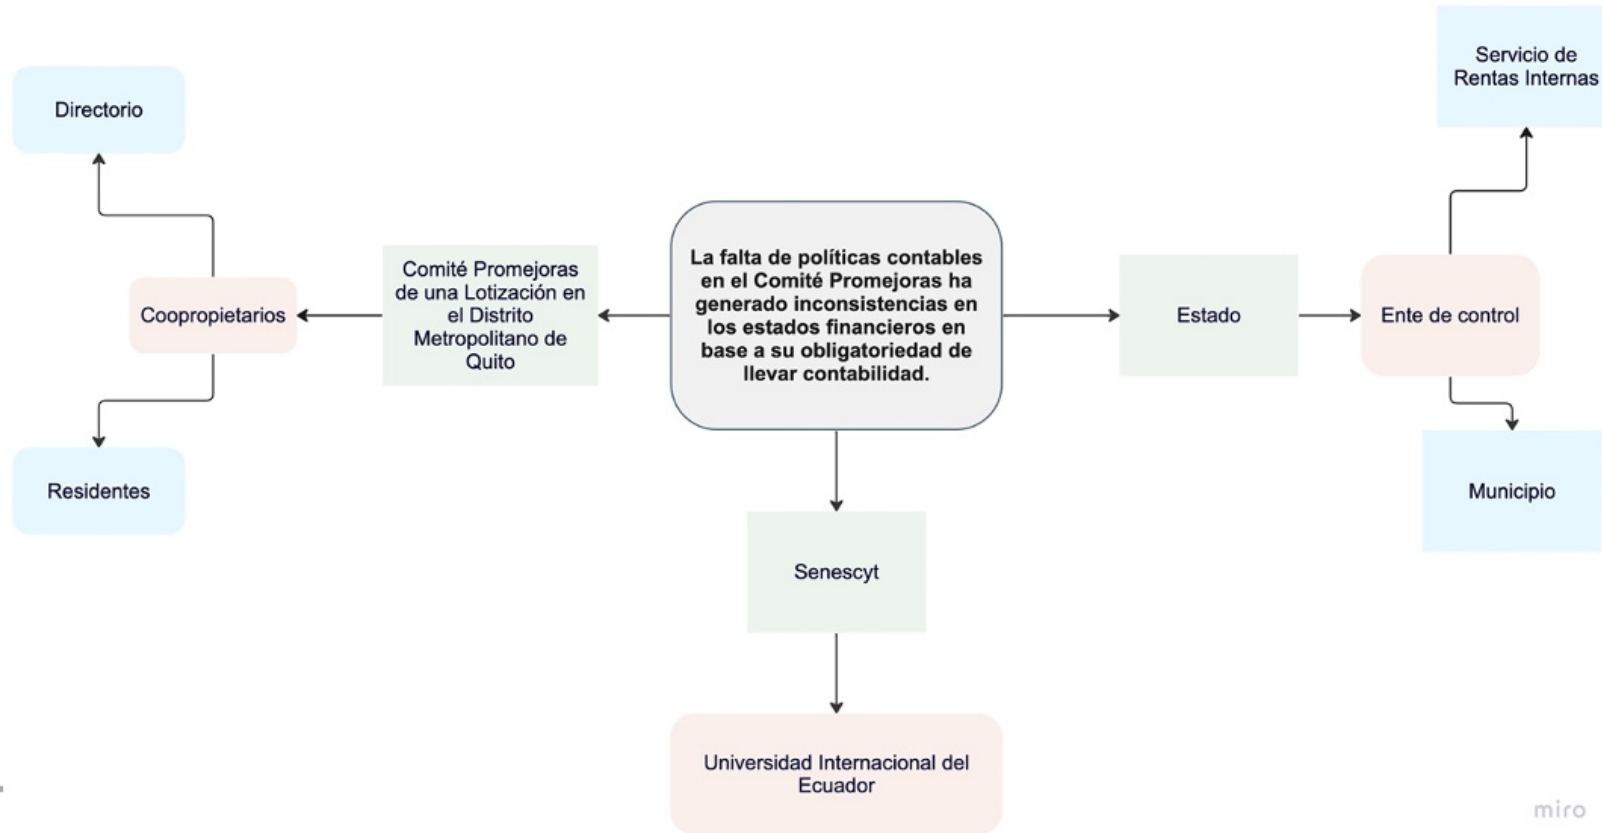 Servicio de
Rentas Internas
Directorio
La falta de políticas contables
en el Comité Promejoras ha
generado inconsistencias en
los estados financieros en
base a su obligatoriedad de
llevar contabilidad.
Comité Promejoras
de una Lotización en
el Distrito
Metropolitano de
Quito
Coopropietarios
Estado
Ente de control
Residentes
Municipio
Senescyt
Universidad Internacional del
Ecuador
miro